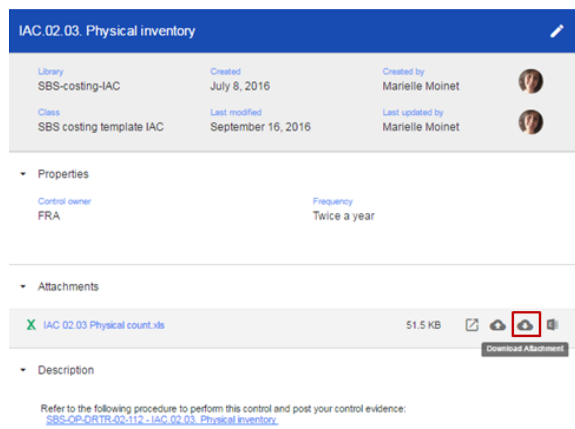 IAC.02.03. Physical inventory
Library
SBS-costing-IAC
Created
July 8, 2016
Created by
Marielle Moinet
Class
SBS costing template IAC
Last modified
September 16, 2016
Last updated by
Marielle Moinet
Properties
Control owner
FRA
Frequency
Twice a year
Attachments
IAC 02.03 Physical count.xls
51.5 KB
Download Attachment
Description
Refer to the following procedure to perform this control and post your control evidence:
SBS-OP-DRTR-02-112 - IAC.02.03. Physical inventory